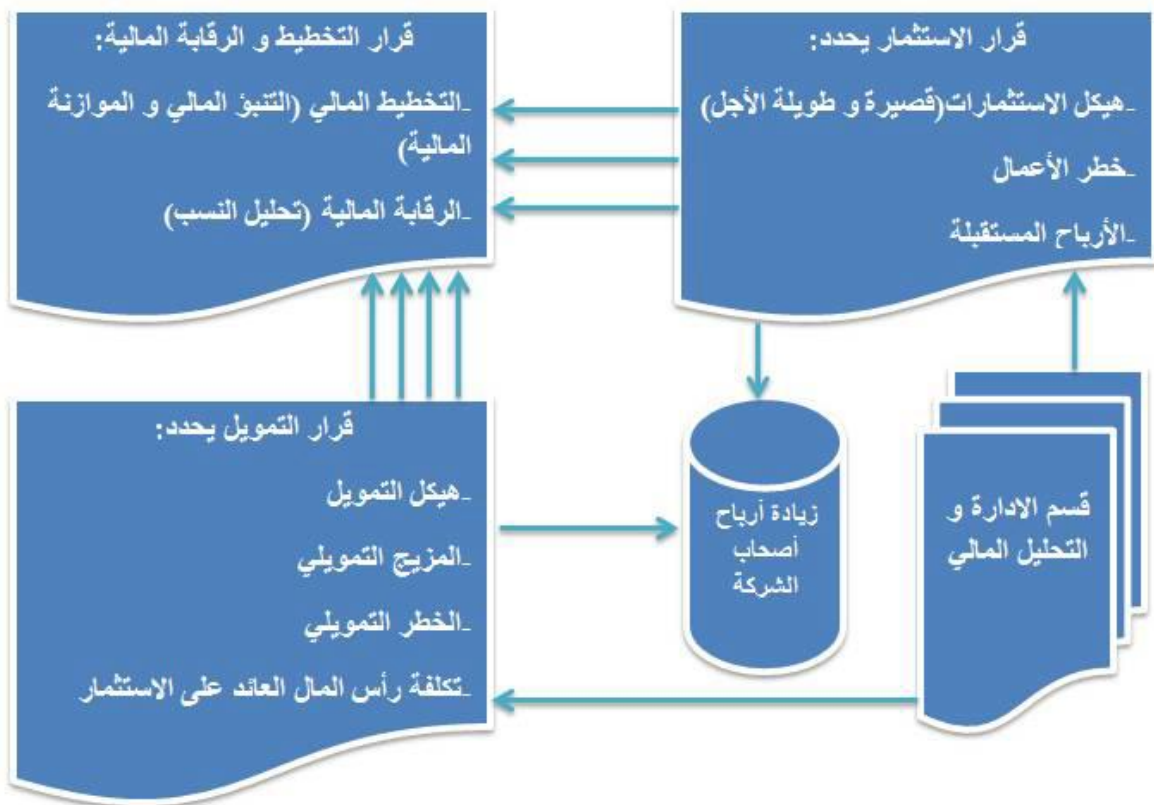 قرار الاستثمار يحدد:
-هيكل الاستثمارات(قصيرة و طويلة الأجل)
-خطر الأعمال
-الأرباح المستقبلة
قرار التخطيط و الرقابة المالية:
-التخطيط المالي (التنبؤ المالي و الموازنة
المالية)
-الرقابة المالية (تحليل النسب)
قسم الادارة و
التحليل المالي
زيادة أرباح
أصحاب
الشركة
قرار التمويل يحدد:
-هيكل التمويل
-المزيج التمويلي
-الخطر التمويلي
-تكلفة رأس المال العائد على الاستثمار